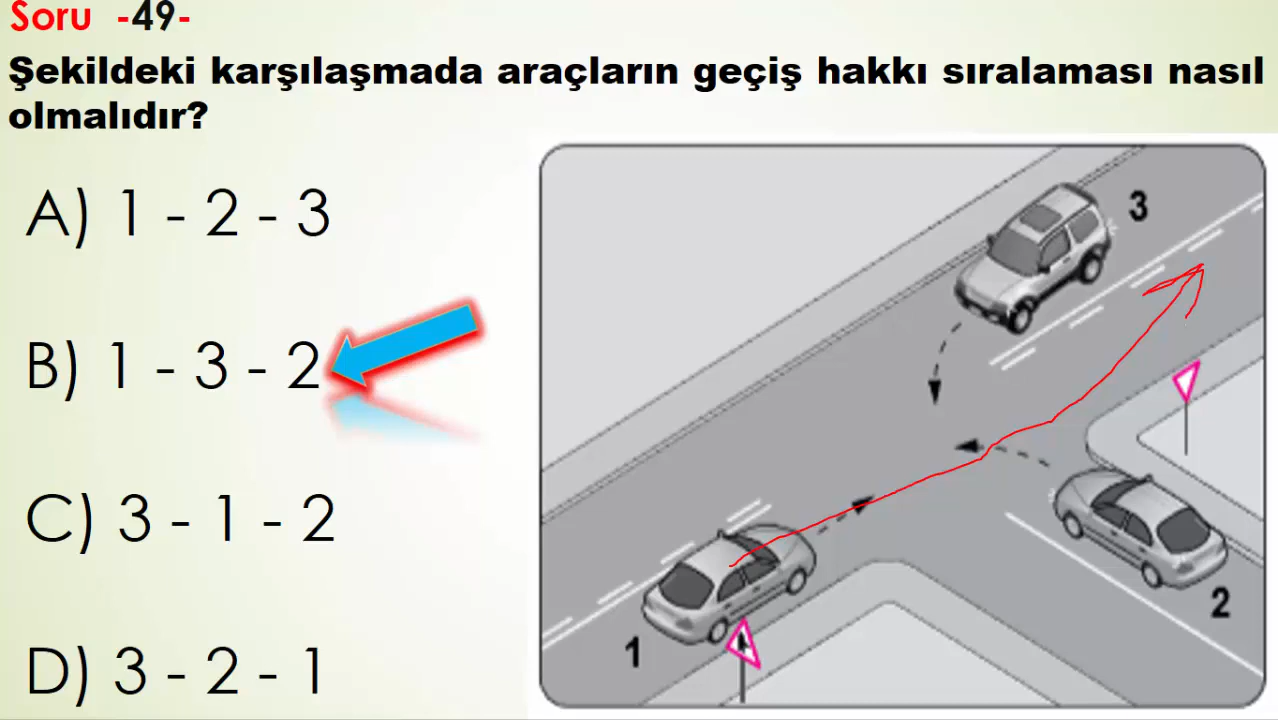 Soru -49-
Şekildeki karşılaşmada araçların geçiş hakkı sıralaması nasıl
olmalıdır?
A) 1 - 2 - 3
B) 1 - 3 - 2
C) 3 - 1 - 2
D) 3 - 2 - 1
3
2
1